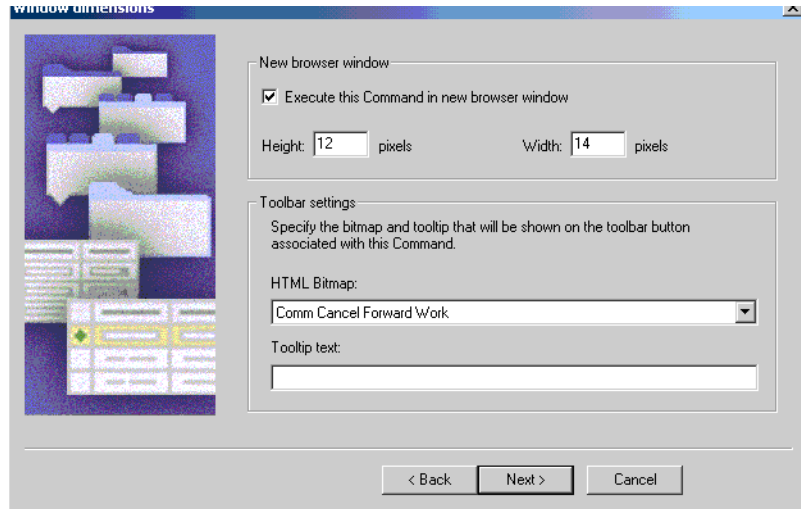 Window dimensions
New browser window
Execute this Command in new browser window
Height: 12 pixels Width: 14 pixels
Toolbar settings
Specify the bitmap and tooltip that will be shown on the toolbar button
associated with this Command.
HTML Bitmap:
Comm Cancel Forward Work
Tooltip text:
< Back Next > Cancel